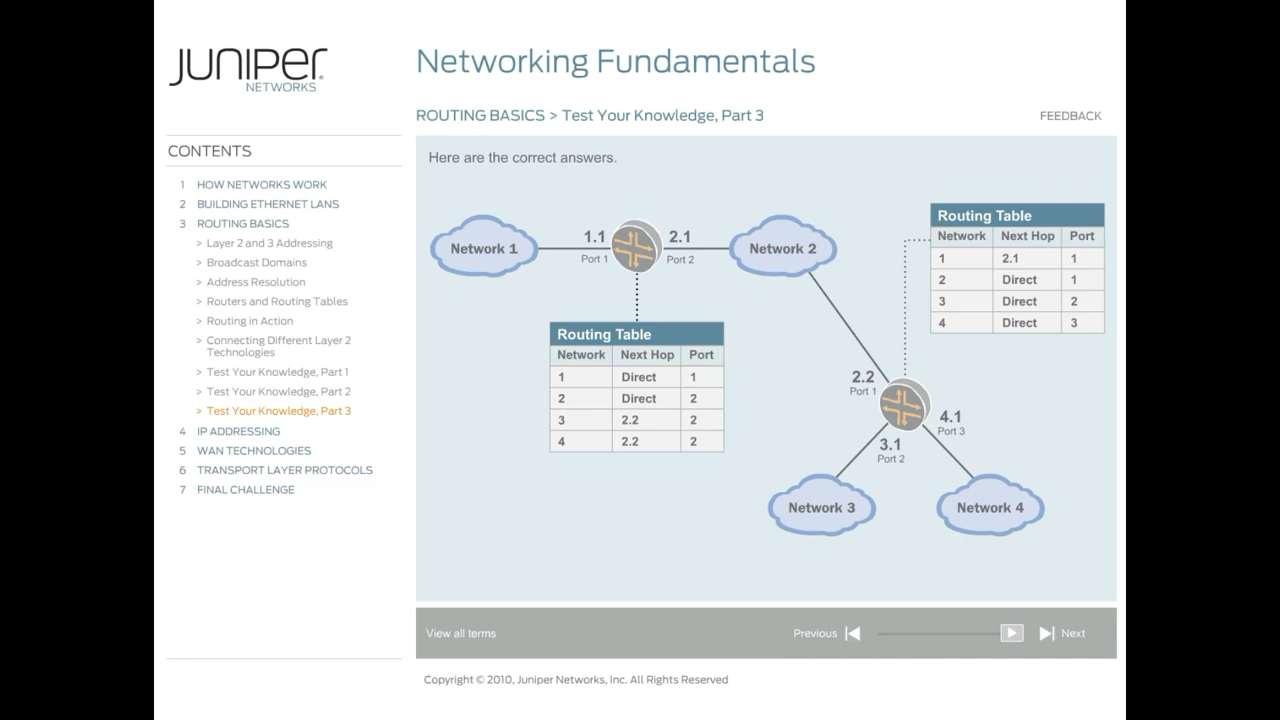 JUNIPER
NETWORKS
Networking Fundamentals
ROUTING BASICS > Test Your Knowledge, Part 3
FEEDBACK
CONTENTS
1 HOW NETWORKS WORK
2 BUILDING ETHERNET LANS
3 ROUTING BASICS
> Layer 2 and 3 Addressing
> Broadcast Domains
> Address Resolution
> Routers and Routing Tables
> Routing in Action
> Connecting Different Layer 2
Technologies
> Test Your Knowledge, Part 1
> Test Your Knowledge, Part 2
> Test Your Knowledge, Part 3
4 IP ADDRESSING
5 WAN TECHNOLOGIES
6 TRANSPORT LAYER PROTOCOLS
7 FINAL CHALLENGE
Here are the correct answers.
Network 1
1.1
Port 1
2.1
Port 2
Network 2
Routing Table
Network Next Hop Port
1 Direct 1
2 Direct 2
3 2.2 2
4 2.2 2
Routing Table
Network Next Hop Port
1 2.1 1
2 Direct 1
3 Direct 2
4 Direct 3
2.2
Port 1
4.1
Port 3
3.1
Port 2
Network 3
Network 4
View all terms
Previous
Next
Copyright © 2010, Juniper Networks, Inc. All Rights Reserved